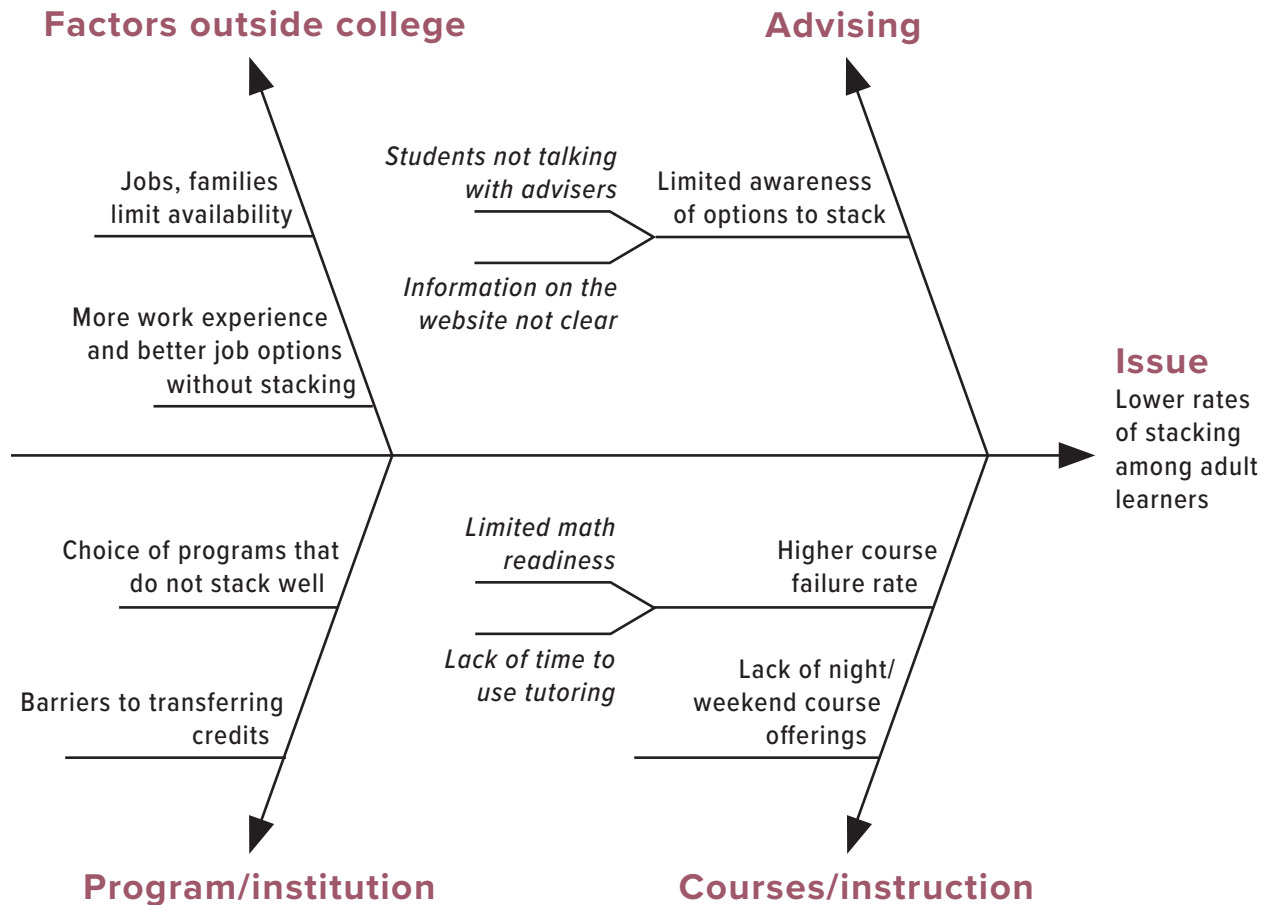 Factors outside college
Advising
Jobs, families
limit availability
More work experience
and better job options
without stacking
Students not talking
with advisers
Information on the
website not clear
Limited awareness
of options to stack
Issue
Lower rates
of stacking
among adult
learners
Choice of programs that
do not stack well
Barriers to transferring
credits
Limited math
readiness
Lack of time to
use tutoring
Higher course
failure rate
Lack of night/
weekend course
offerings
Program/institution
Courses/instruction